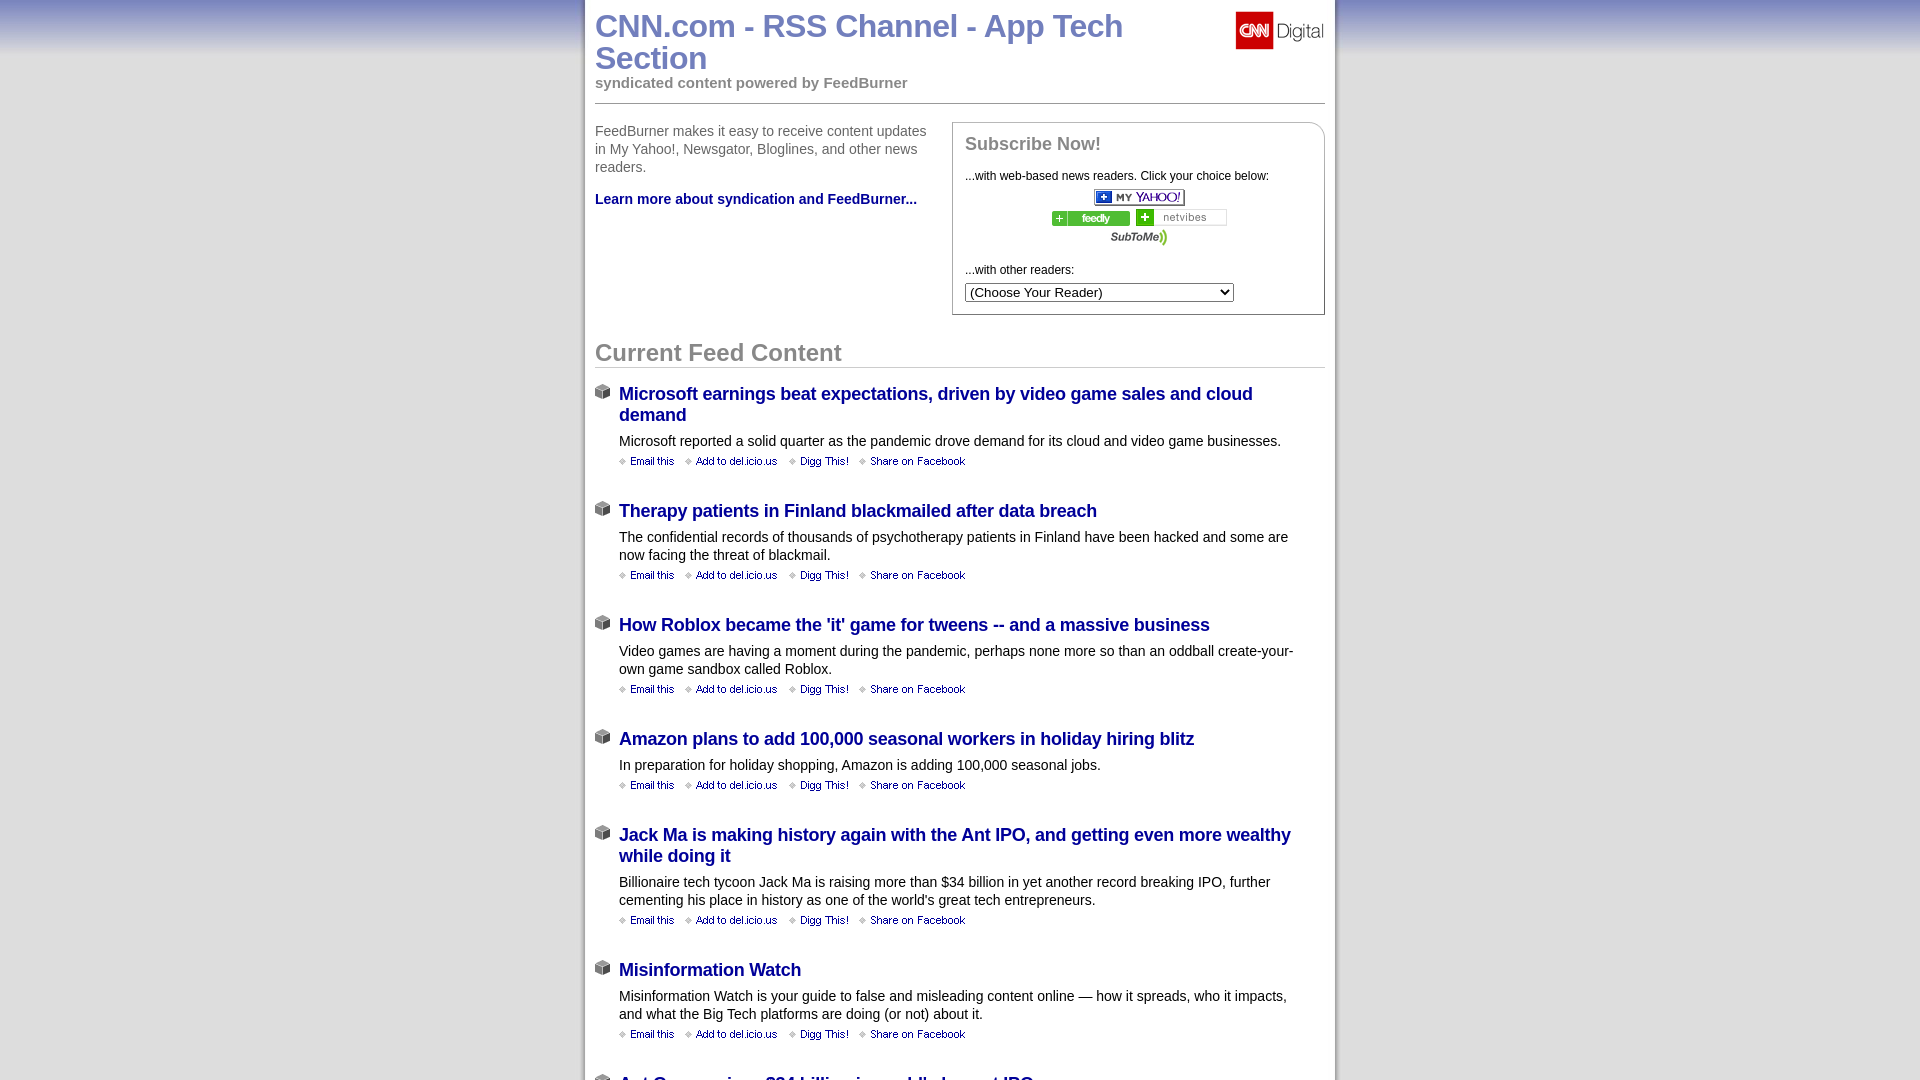 CNN.com - RSS Channel - App Tech
Section
CNN Digital
syndicated content powered by FeedBurner
FeedBurner makes it easy to receive content updates
in My Yahoo!, Newsgator, Bloglines, and other news
readers.
Learn more about syndication and FeedBurner...
Subscribe Now!
...with web-based news readers. Click your choice below:
MY YAHOO!
feedly netvibes
SubToMe
...with other readers:
(Choose Your Reader)
Current Feed Content
Microsoft earnings beat expectations, driven by video game sales and cloud
demand
Microsoft reported a solid quarter as the pandemic drove demand for its cloud and video game businesses.
Email this Add to del.icio.us Digg This! Share on Facebook
Therapy patients in Finland blackmailed after data breach
The confidential records of thousands of psychotherapy patients in Finland have been hacked and some are
now facing the threat of blackmail.
Email this Add to del.icio.us Digg This! Share on Facebook
How Roblox became the 'it' game for tweens -- and a massive business
Video games are having a moment during the pandemic, perhaps none more so than an oddball create-your-
own game sandbox called Roblox.
Email this Add to del.icio.us Digg This! Share on Facebook
Amazon plans to add 100,000 seasonal workers in holiday hiring blitz
In preparation for holiday shopping, Amazon is adding 100,000 seasonal jobs.
Email this Add to del.icio.us Digg This! Share on Facebook
Jack Ma is making history again with the Ant IPO, and getting even more wealthy
while doing it
Billionaire tech tycoon Jack Ma is raising more than $34 billion in yet another record breaking IPO, further
cementing his place in history as one of the world's great tech entrepreneurs.
Email this Add to del.icio.us Digg This! Share on Facebook
Misinformation Watch
Misinformation Watch is your guide to false and misleading content online — how it spreads, who it impacts,
and what the Big Tech platforms are doing (or not) about it.
Email this Add to del.icio.us Digg This! Share on Facebook